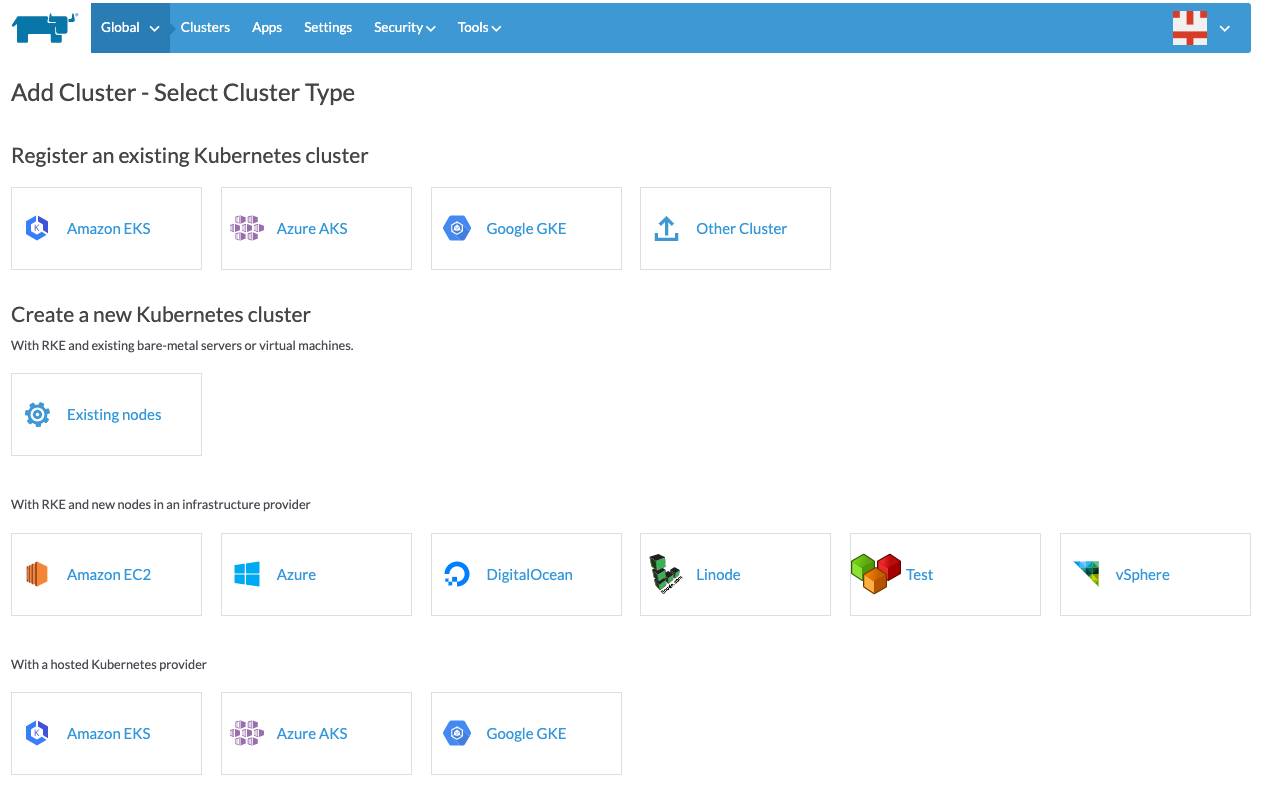 Global Clusters Apps Settings Security Tools
Add Cluster - Select Cluster Type
Register an existing Kubernetes cluster
Amazon EKS Azure AKS Google GKE Other Cluster
Create a new Kubernetes cluster
With RKE and existing bare-metal servers or virtual machines.
Existing nodes
With RKE and new nodes in an infrastructure provider
Amazon EC2 Azure DigitalOcean Linode Test vSphere
With a hosted Kubernetes provider
Amazon EKS Azure AKS Google GKE